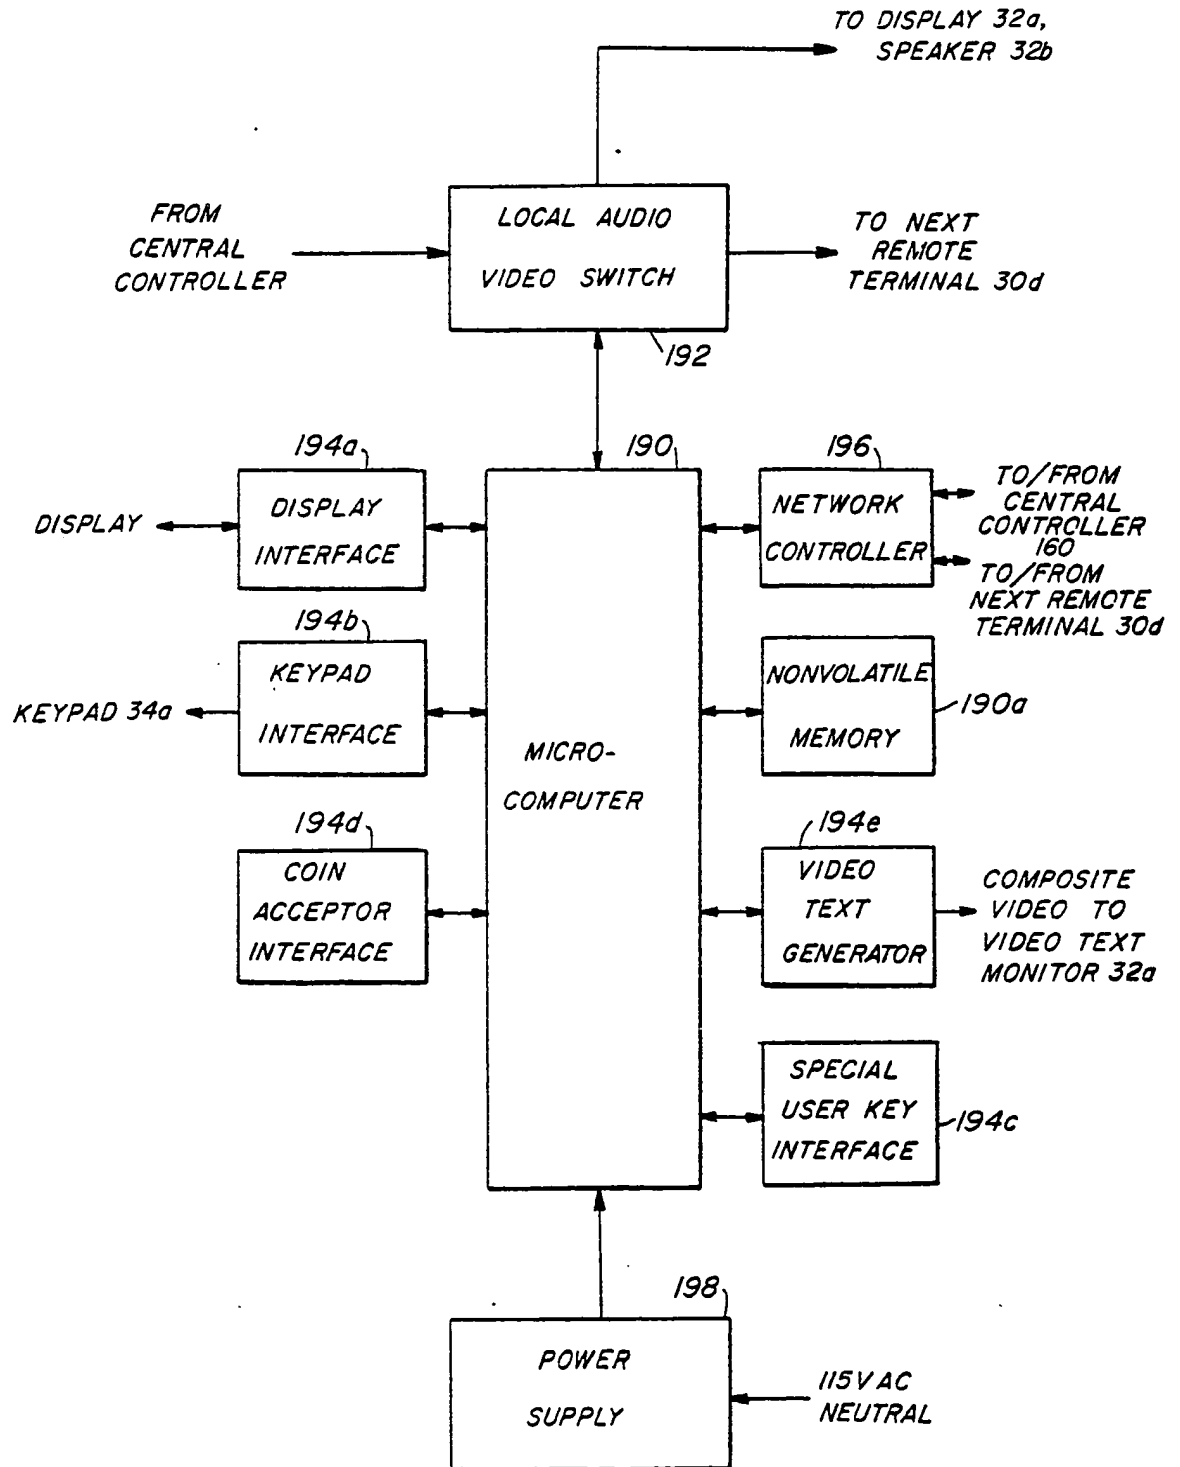 TO DISPLAY 32a,
SPEAKER 32b
FROM
CENTRAL
CONTROLLER
LOCAL AUDIO
VIDEO SWITCH
TO NEXT
REMOTE
TERMINAL 30d
192
194a
190
196
DISPLAY
DISPLAY
INTERFACE
NETWORK
CONTROLLER
TO/FROM
CENTRAL
CONTROLLER
160
TO/FROM
NEXT REMOTE
TERMINAL 30d
194b
KEYPAD 34a
KEYPAD
INTERFACE
MICRO-
COMPUTER
NONVOLATILE
MEMORY
190a
194d
COIN
ACCEPTOR
INTERFACE
194e
VIDEO
TEXT
GENERATOR
COMPOSITE
VIDEO TO
VIDEO TEXT
MONITOR 32a
SPECIAL
USER KEY
INTERFACE
194c
198
POWER
SUPPLY
115VAC
NEUTRAL